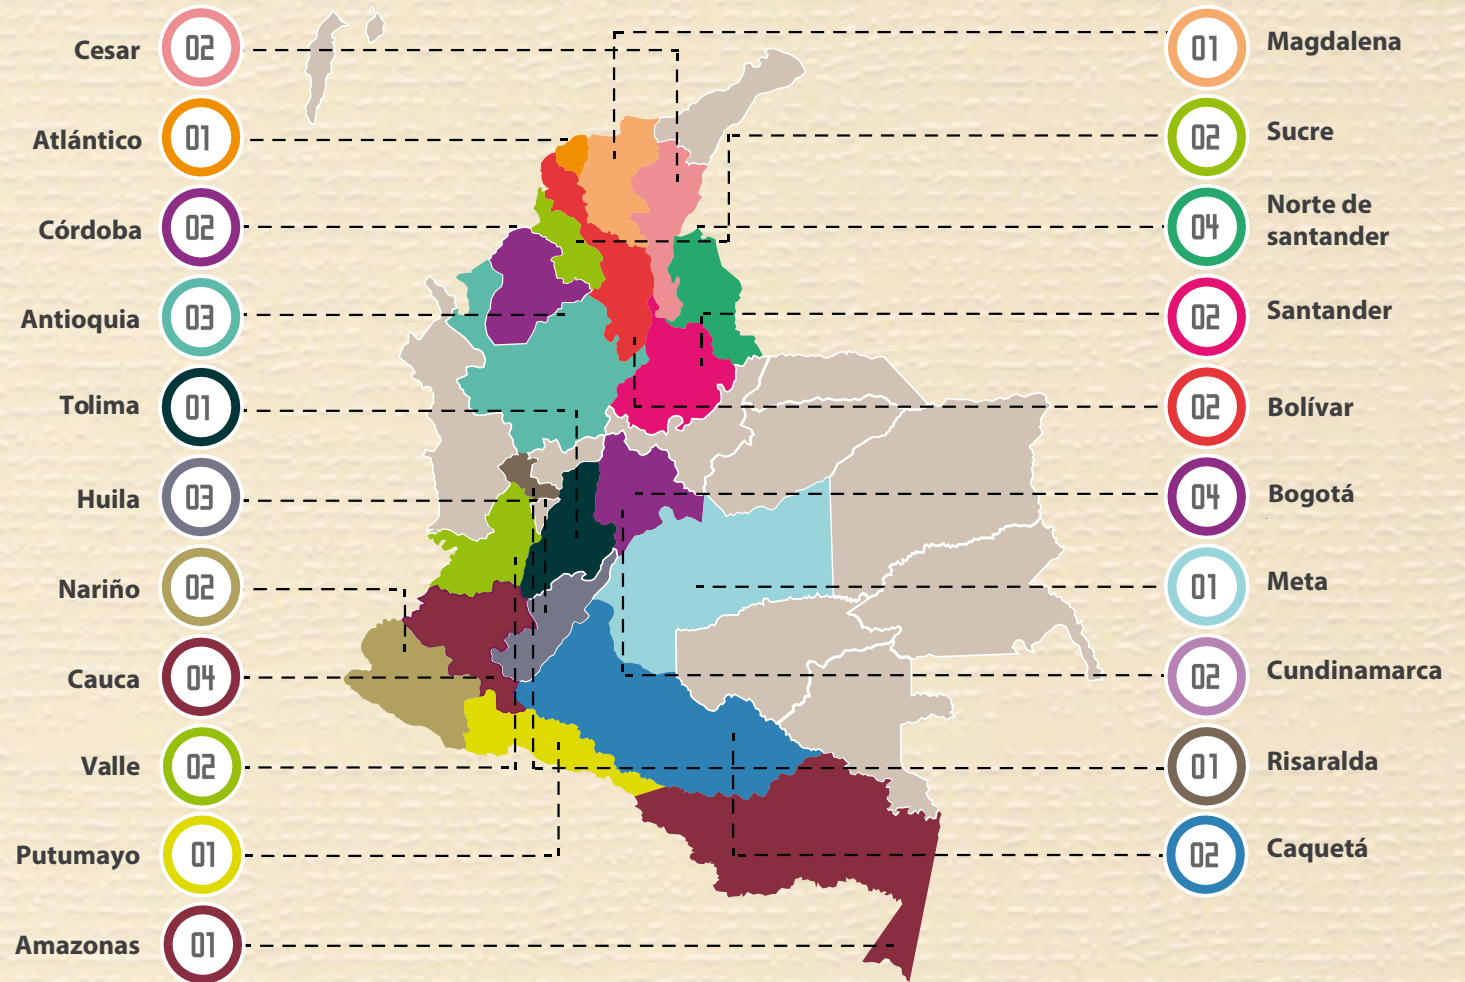 Cesar 02
Atlántico 01
Córdoba 02
Antioquia 03
Tolima 01
Huila 03
Nariño 02
Cauca 04
Valle 02
Putumayo 01
Amazonas 01
01 Magdalena
02 Sucre
04 Norte de
santander
02 Santander
02 Bolívar
04 Bogotá
01 Meta
02 Cundinamarca
01 Risaralda
02 Caquetá